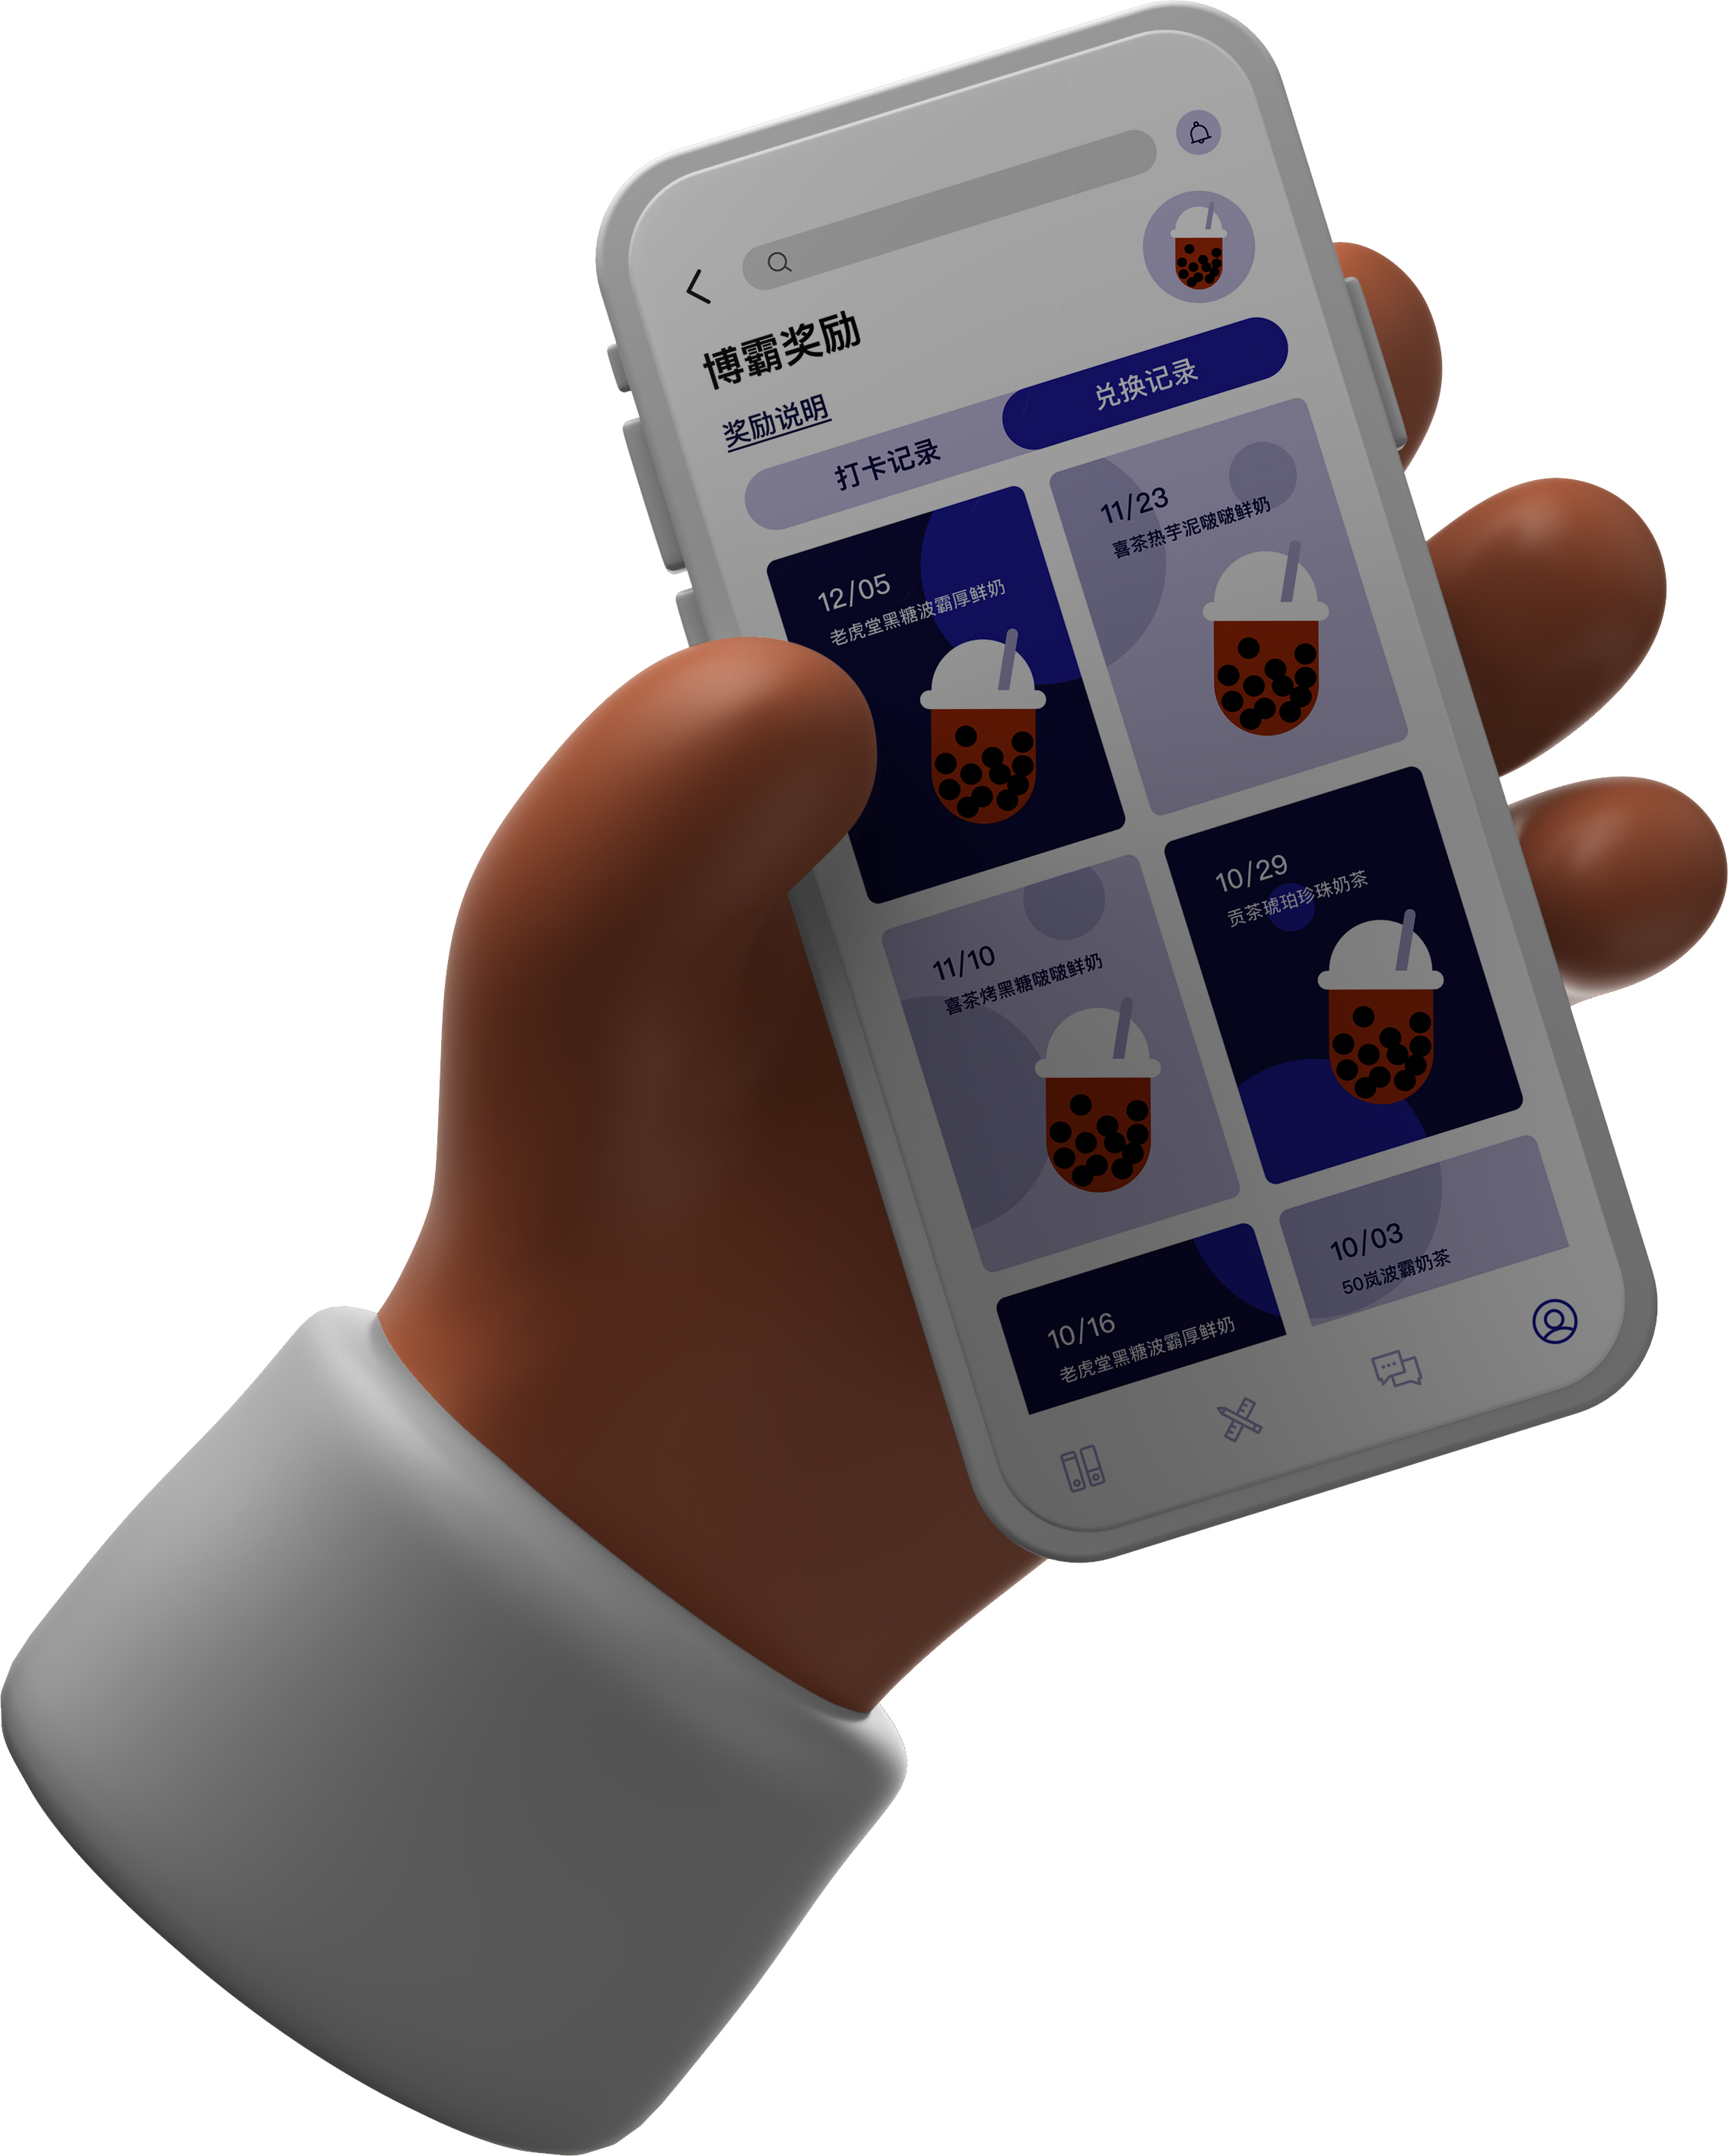 博霸奖励
奖励说明
打卡记录
兑换记录
12/05
老虎堂黑糖波霸厚鲜奶
11/23
喜茶热芋泥啵啵鲜奶
11/10
喜茶烤黑糖啵啵鲜奶
10/29
贡茶琥珀珍珠奶茶
10/16
老虎堂黑糖波霸厚鲜奶
10/03
50岚波霸奶茶